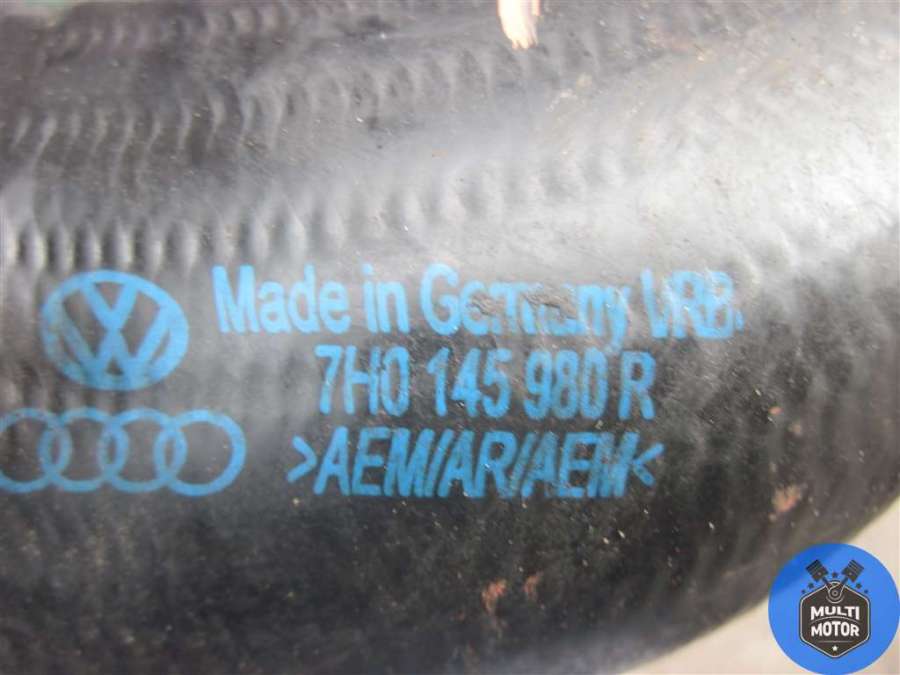 Made in Germany VRB.
7H0 145 980 R
>AEM/AR/AEM<
MULTI
MOTOR